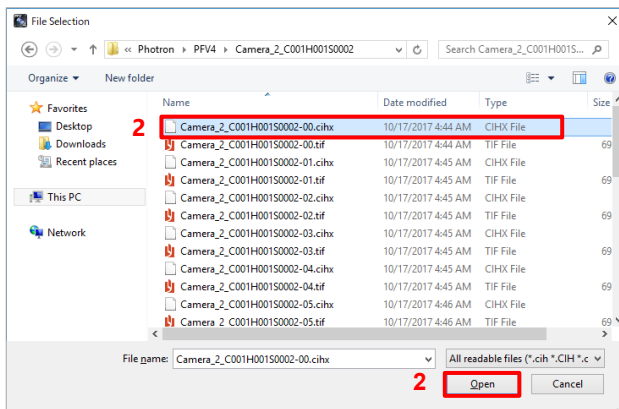 File Selection
« Photron ▸ PFV4 ▸ Camera_2_C001H001S0002
Search Camera_2_C001H001S...
Organize New folder
Favorites
Desktop
Downloads
Recent places
This PC
Network
Name Date modified Type Size
2
Camera_2_C001H001S0002-00.cihx 10/17/2017 4:44 AM CIHX File
Camera_2_C001H001S0002-00.tif 10/17/2017 4:44 AM TIF File 69
Camera_2_C001H001S0002-01.cihx 10/17/2017 4:45 AM CIHX File
Camera_2_C001H001S0002-01.tif 10/17/2017 4:45 AM TIF File 69
Camera_2_C001H001S0002-02.cihx 10/17/2017 4:45 AM CIHX File
Camera_2_C001H001S0002-02.tif 10/17/2017 4:45 AM TIF File 69
Camera_2_C001H001S0002-03.cihx 10/17/2017 4:45 AM CIHX File
Camera_2_C001H001S0002-03.tif 10/17/2017 4:45 AM TIF File 69
Camera_2_C001H001S0002-04.cihx 10/17/2017 4:45 AM CIHX File
Camera_2_C001H001S0002-04.tif 10/17/2017 4:45 AM TIF File 69
Camera_2_C001H001S0002-05.cihx 10/17/2017 4:46 AM CIHX File
Camera_2_C001H001S0002-05.tif 10/17/2017 4:46 AM TIF File 69
File name: Camera_2_C001H001S0002-00.cihx All readable files (*.cih *.CIH *.c
2 Open Cancel